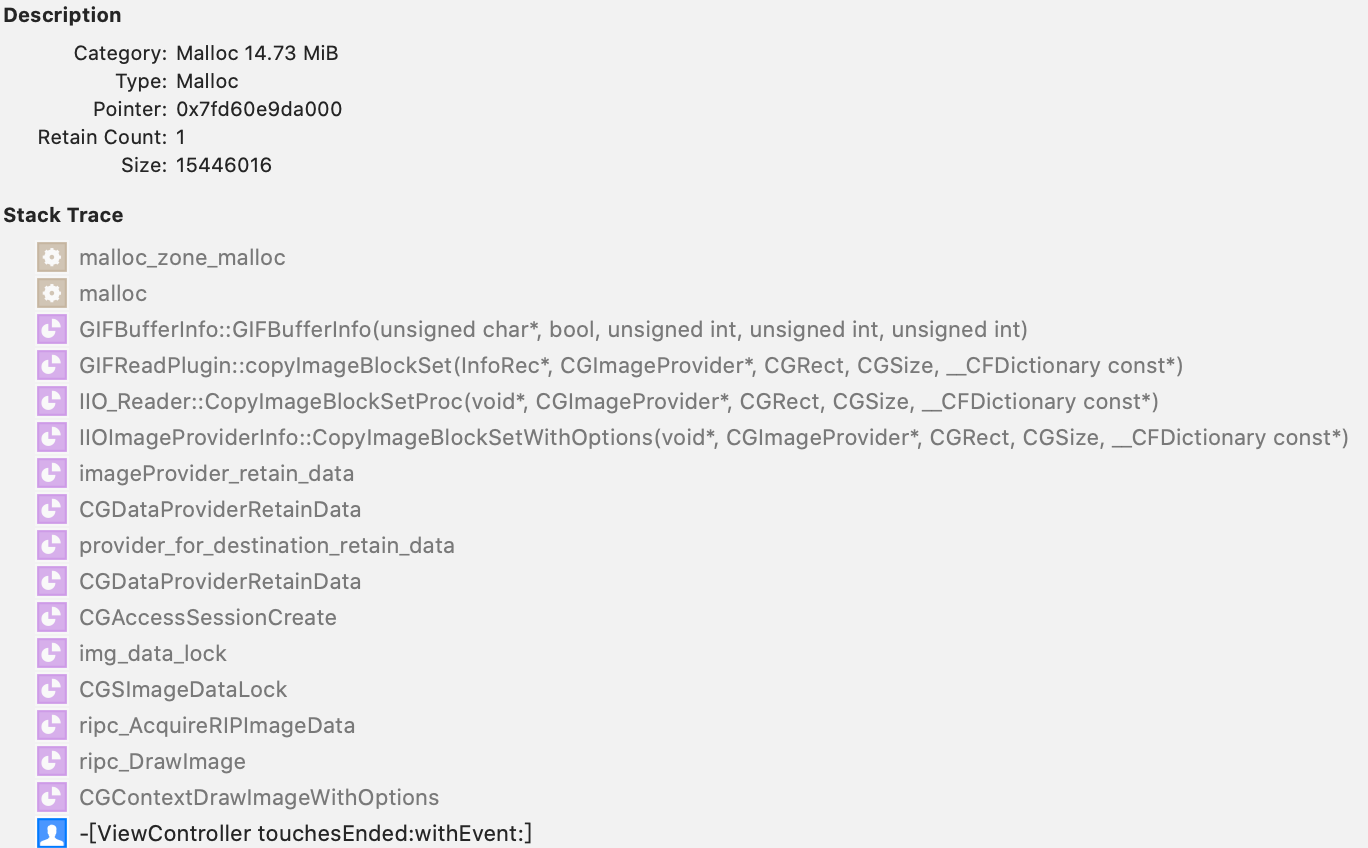 Description
Category: Malloc 14.73 MiB
Type: Malloc
Pointer: 0x7fd60e9da000
Retain Count: 1
Size: 15446016
Stack Trace
malloc_zone_malloc
malloc
GIFBufferInfo::GIFBufferInfo(unsigned char*, bool, unsigned int, unsigned int, unsigned int)
GIFReadPlugin::copyImageBlockSet(InfoRec*, CGImageProvider*, CGRect, CGSize, __CFDictionary const*)
IIO_Reader::CopyImageBlockSetProc(void*, CGImageProvider*, CGRect, CGSize, __CFDictionary const*)
IIOImageProviderInfo::CopyImageBlockSetWithOptions(void*, CGImageProvider*, CGRect, CGSize, __CFDictionary const*)
imageProvider_retain_data
CGDataProviderRetainData
provider_for_destination_retain_data
CGDataProviderRetainData
CGAccessSessionCreate
img_data_lock
CGSImageDataLock
ripc_AcquireRIPImageData
ripc_DrawImage
CGContextDrawImageWithOptions
-[ViewController touchesEnded:withEvent:]